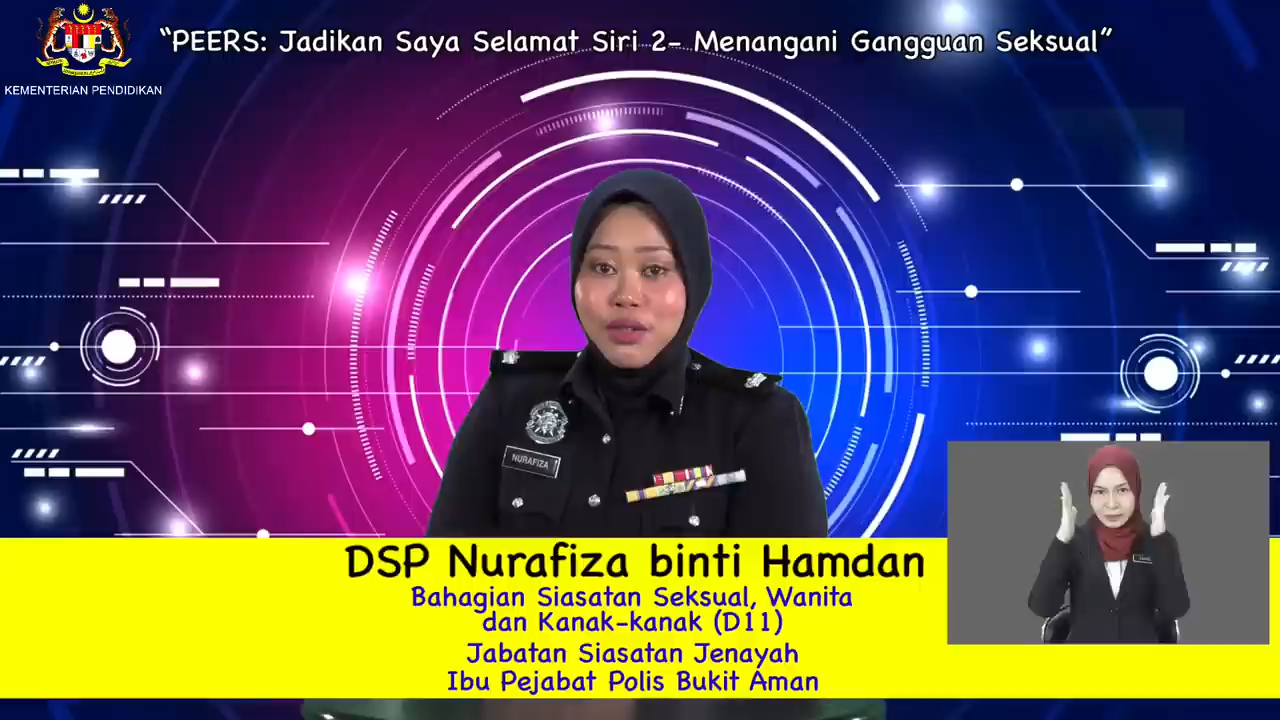 “PEERS: Jadikan Saya Selamat Siri 2- Menangani Gangguan Seksual”
KEMENTERIAN PENDIDIKAN
NURAFIZA
DSP Nurafiza binti Hamdan
Bahagian Siasatan Seksual, Wanita
dan Kanak-kanak (D11)
Jabatan Siasatan Jenayah
Ibu Pejabat Polis Bukit Aman